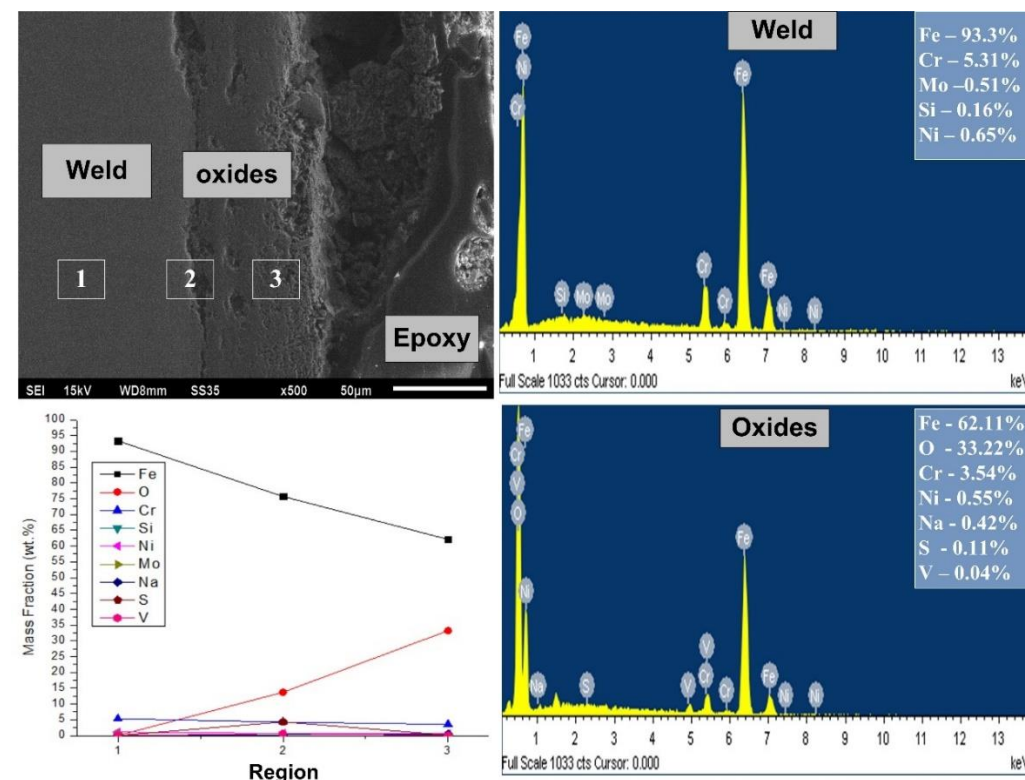 Weld
oxides
1
2
3
Epoxy
SEI 15kV WD8mm SS35 x500 50µm
Weld
Fe – 93.3%
Cr – 5.31%
Mo –0.51%
Si – 0.16%
Ni – 0.65%
Fe
Ni
Cr
Si
Mo
Mo
Cr
Cr
Fe
Fe
Ni
Ni
1 2 3 4 5 6 7 8 9 10 11 12 13
Full Scale 1033 cts Cursor: 0.000
keV
Mass Fraction (wt.%)
100
95
90
85
80
75
70
65
60
55
50
45
40
35
30
25
20
15
10
5
0
Fe
O
Cr
Si
Ni
Mo
Na
S
V
1 2 3
Region
Oxides
Fe - 62.11%
O - 33.22%
Cr - 3.54%
Ni - 0.55%
Na - 0.42%
S - 0.11%
V – 0.04%
Fe
Cr
V
O
Ni
Na
S
V
V
Cr
Cr
Fe
Fe
Ni
Ni
1 2 3 4 5 6 7 8 9 10 11 12 13
Full Scale 1033 cts Cursor: 0.000
keV